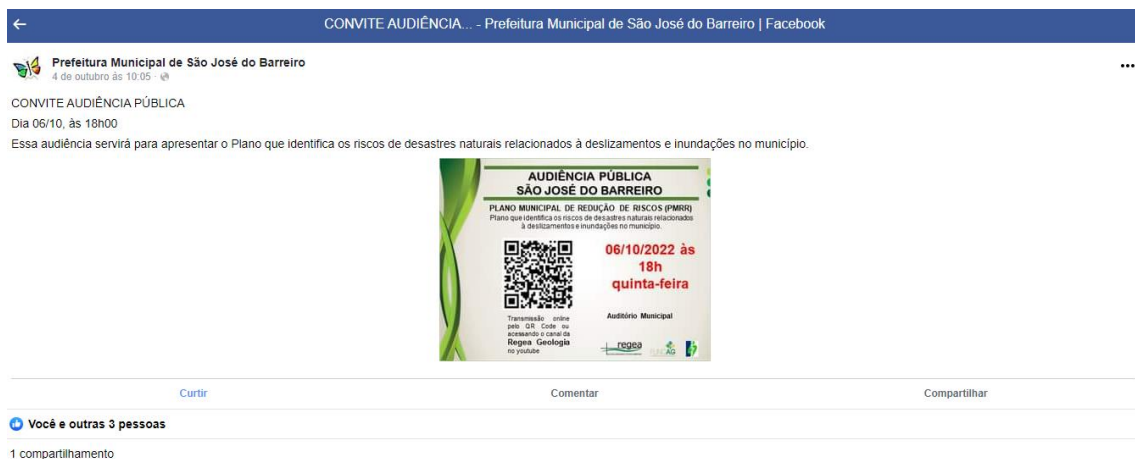 CONVITE AUDIÊNCIA... - Prefeitura Municipal de São José do Barreiro | Facebook
Prefeitura Municipal de São José do Barreiro
4 de outubro às 10:05 ·
CONVITE AUDIÊNCIA PÚBLICA
Dia 06/10, às 18h00
Essa audiência servirá para apresentar o Plano que identifica os riscos de desastres naturais relacionados à deslizamentos e inundações no município.
AUDIÊNCIA PÚBLICA
SÃO JOSÉ DO BARREIRO
PLANO MUNICIPAL DE REDUÇÃO DE RISCOS (PMRR)
Plano que identifica os riscos de desastres naturais relacionados
à deslizamentos e inundações no município.
06/10/2022 às
18h
quinta-feira
Transmissão online
pelo QR Code ou
acessando o canal da
Regea Geologia
no youtube
Auditório Municipal
regea
Curtir
Comentar
Compartilhar
Você e outras 3 pessoas
1 compartilhamento